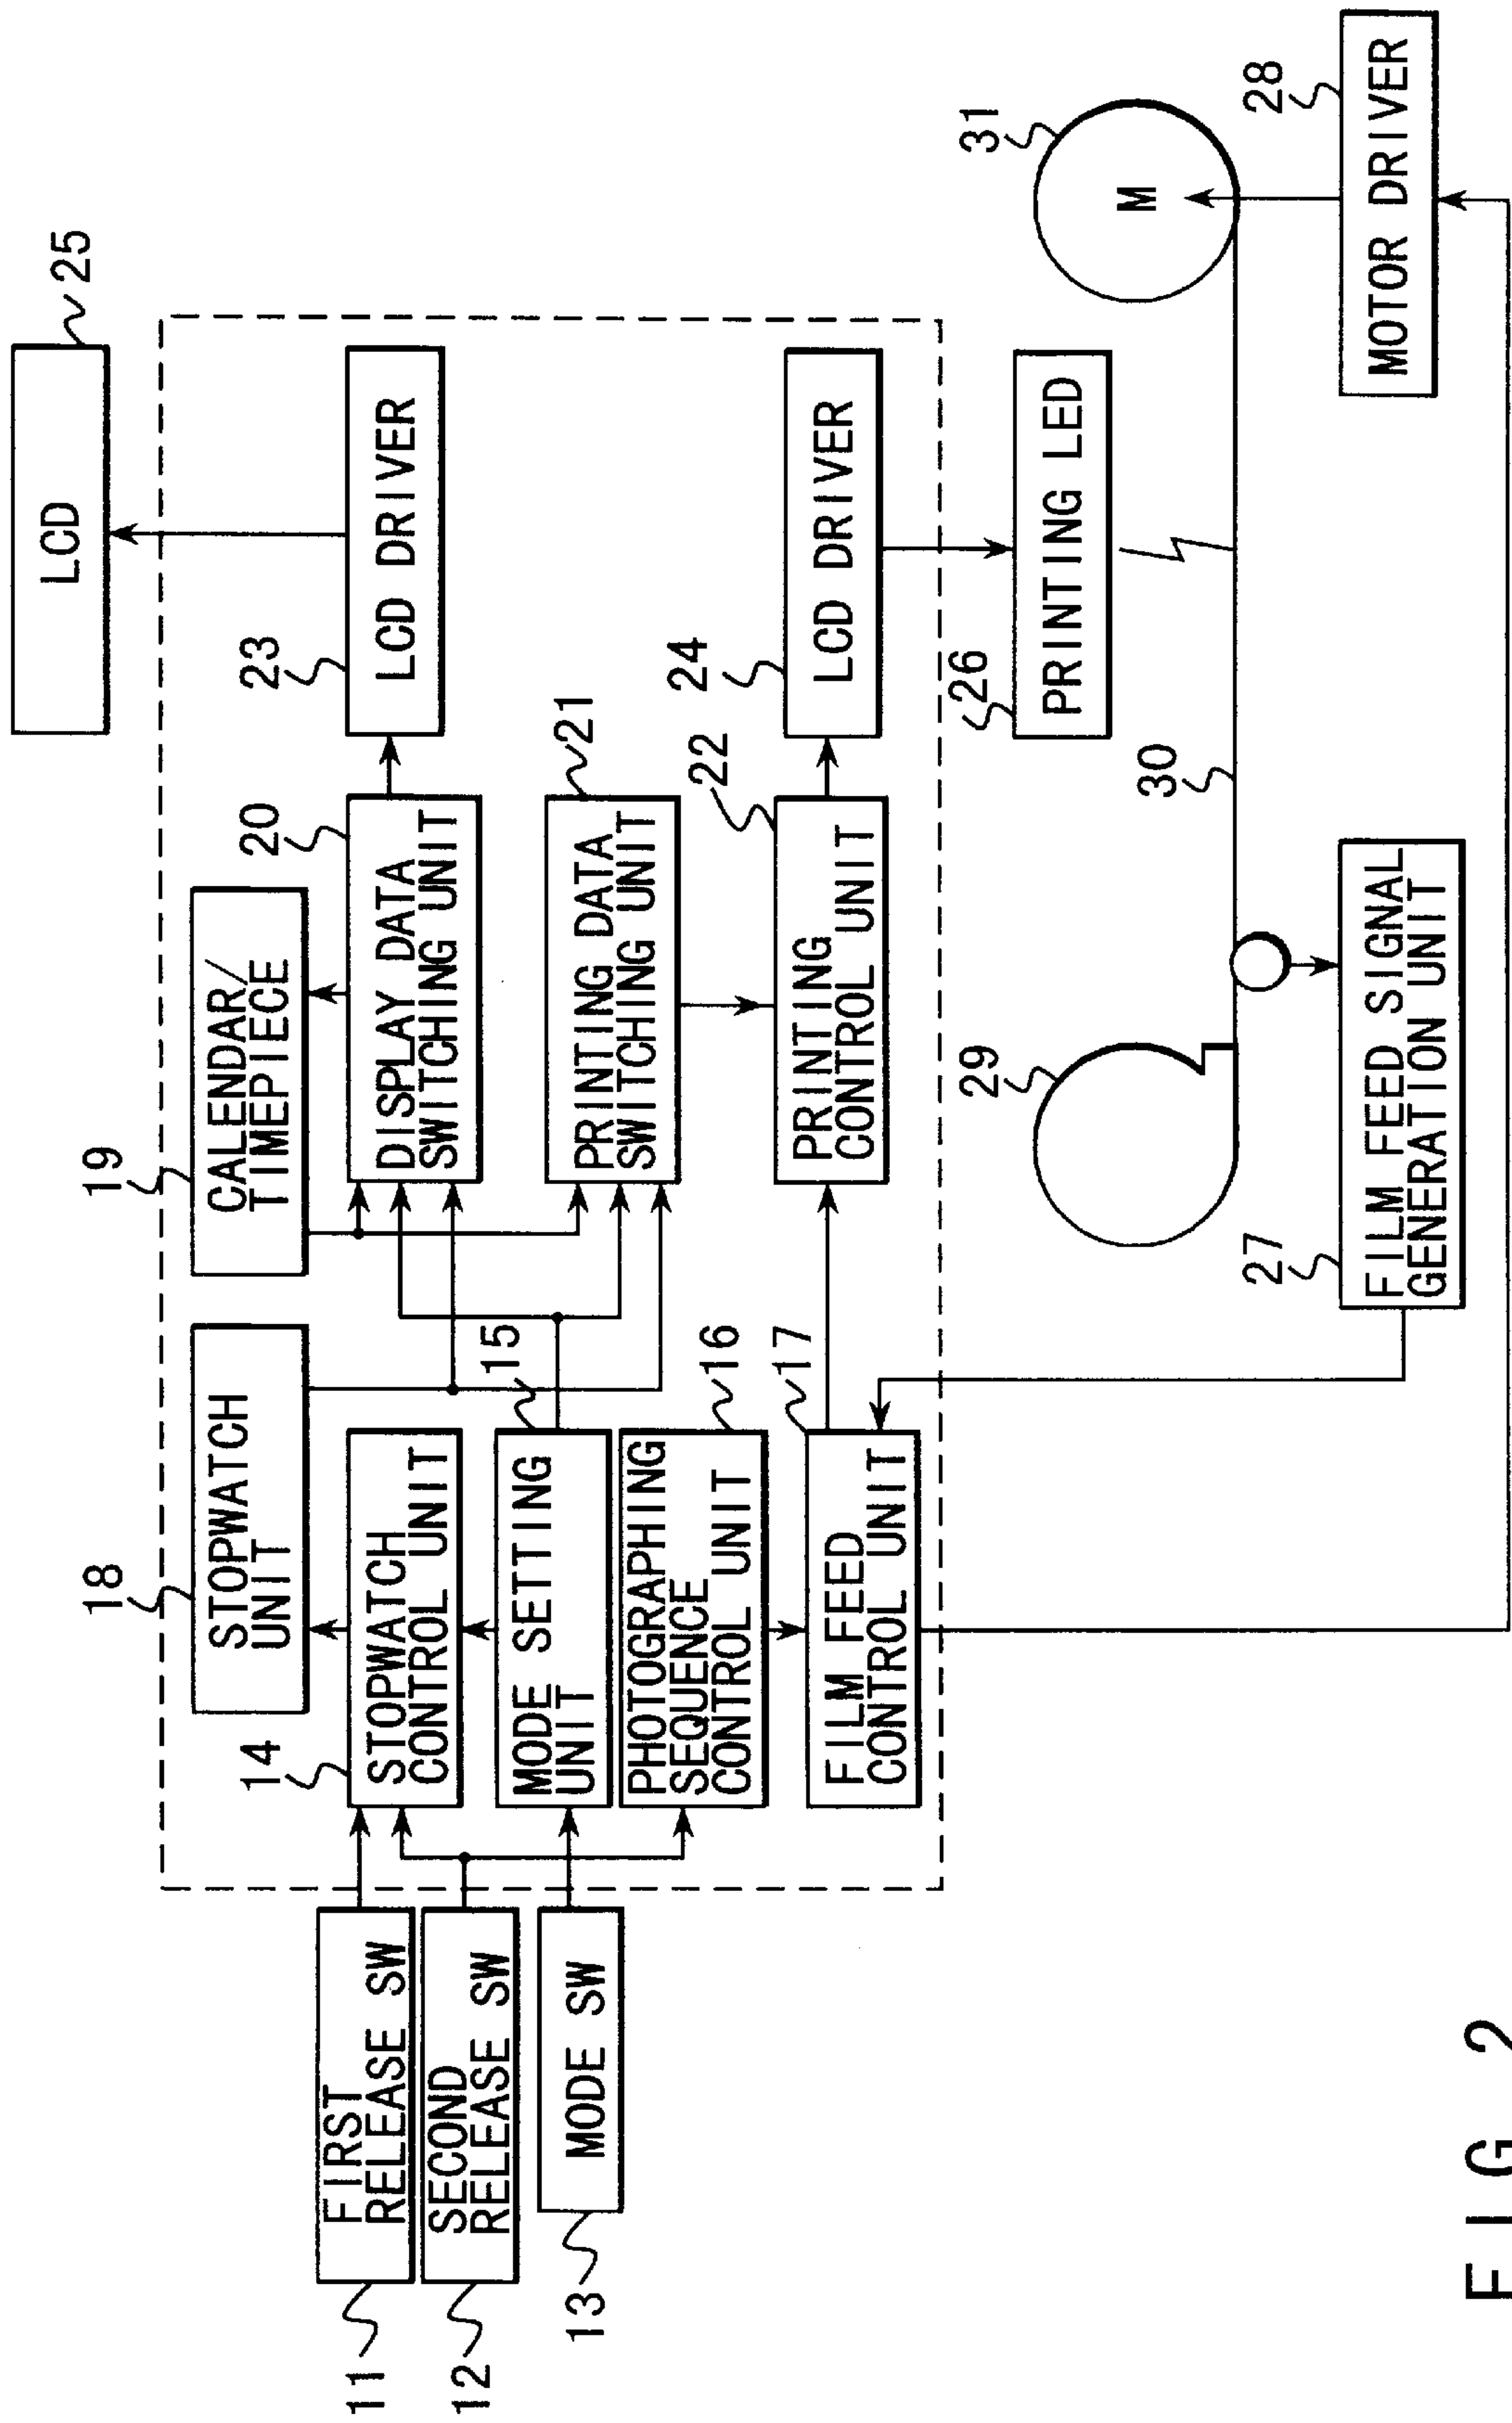 LCD
25
18
STOPWATCH
UNIT
19
CALENDAR/
TIMEPIECE
11
FIRST
RELEASE SW
14
STOPWATCH
CONTROL UNIT
20
DISPLAY DATA
SWITCHING UNIT
23
LCD DRIVER
12
SECOND
RELEASE SW
15
MODE SETTING
UNIT
21
PRINTING DATA
SWITCHING UNIT
13
MODE SW
16
PHOTOGRAPHING
SEQUENCE
CONTROL UNIT
17
FILM FEED
CONTROL UNIT
22
PRINTING
CONTROL UNIT
24
LCD DRIVER
26
PRINTING LED
29
30
31
M
27
FILM FEED SIGNAL
GENERATION UNIT
28
MOTOR DRIVER
FIG. 2